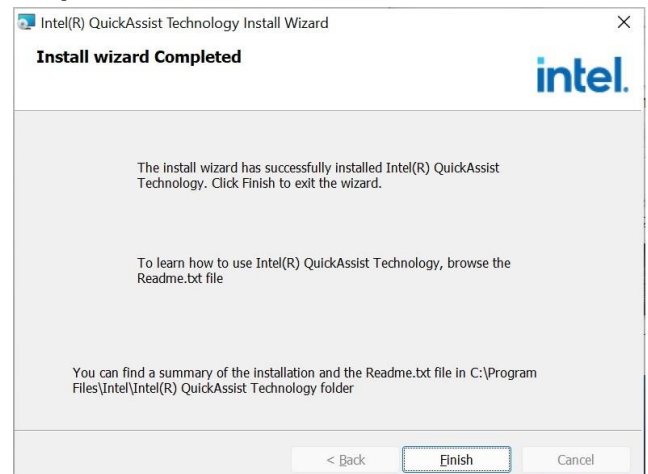 Intel(R) QuickAssist Technology Install Wizard
Install wizard Completed
intel.
The install wizard has successfully installed Intel(R) QuickAssist
Technology. Click Finish to exit the wizard.
To learn how to use Intel(R) QuickAssist Technology, browse the
Readme.txt file
You can find a summary of the installation and the Readme.txt file in C:\Program
Files\Intel\Intel(R) QuickAssist Technology folder
< Back
Finish
Cancel